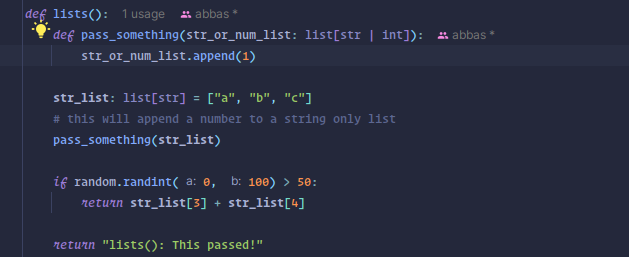 def lists(): 1 usage abbas *
def pass_something(str_or_num_list: list[str | int]): abbas *
str_or_num_list.append(1)
str_list: list[str] = ["a", "b", "c"]
# this will append a number to a string only list
pass_something(str_list)
if random.randint( a: 0, b: 100) > 50:
return str_list[3] + str_list[4]
return "lists(): This passed!"